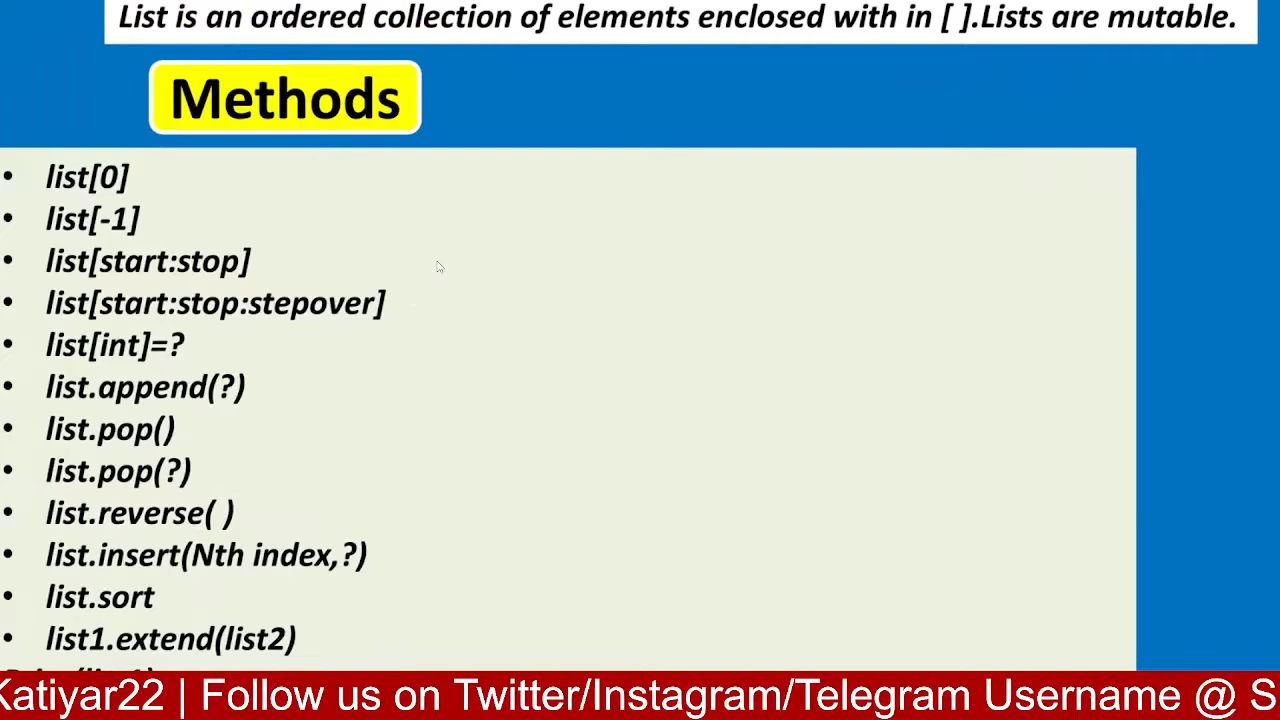 List is an ordered collection of elements enclosed with in [ ].Lists are mutable.
Methods
• list[0]
• list[-1]
• list[start:stop]
• list[start:stop:stepover]
• list[int]=?
• list.append(?)
• list.pop()
• list.pop(?)
• list.reverse( )
• list.insert(Nth index,?)
• list.sort
• list1.extend(list2)
Katiyar22 | Follow us on Twitter/Instagram/Telegram Username @ S